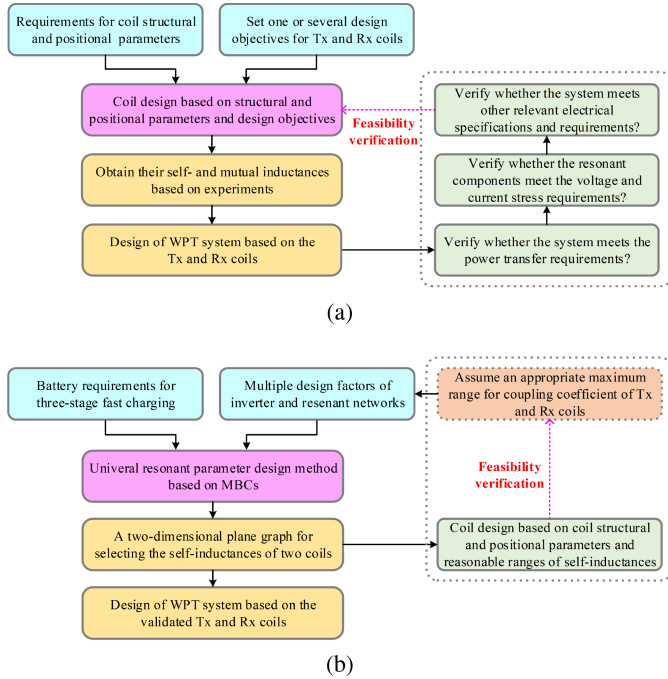 Requirements for coil structural
and positional parameters
Set one or several design
objectives for Tx and Rx coils
Coil design based on structural and
positional parameters and design objectives
Obtain their self- and mutual inductances
based on experiments
Design of WPT system based on the
Tx and Rx coils
Feasibility
verification
Verify whether the system meets
other relevant electrical
specifications and requirements?
Verify whether the resonant
components meet the voltage and
current stress requirements?
Verify whether the system meets the
power transfer requirements?
(a)
Battery requirements for
three-stage fast charging
Multiple design factors of
inverter and resenant networks
Assume an appropriate maximum
range for coupling coefficient of Tx
and Rx coils
Univeral resonant parameter design method
based on MBCs
Feasibility
verification
A two-dimensional plane graph for
selecting the self-inductances of two coils
Coil design based on coil structural
and positional parameters and
reasonable ranges of self-inductances
Design of WPT system based on the
validated Tx and Rx coils
(b)